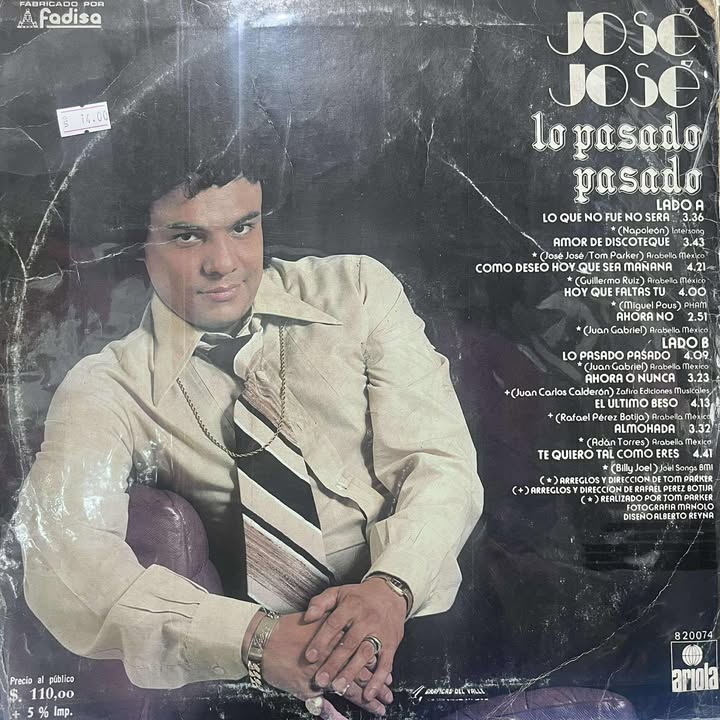 FABRICADO POR
Fadisa
$ 14.00
JOSÉ
JOSÉ
lo pasado
pasado
LADO A
LO QUE NO FUE NO SERA 3.36
* (Napoleón) Intersong
AMOR DE DISCOTEQUE 3.43
* (José José/Tom Parker) Arabella México
COMO DESEO HOY QUE SEA MAÑANA 4.21
* (Guillermo Ruiz) Arabella México
HOY QUE FALTAS TU 4.00
* (Miguel Pous) PHAM
AHORA NO 2.51
* (Juan Gabriel) Arabella México
LADO B
LO PASADO PASADO 4.09
* (Juan Gabriel) Arabella México
AHORA O NUNCA 3.23
+(Juan Carlos Calderón) Zafiro Ediciones Musicales
EL ULTIMO BESO 4.13
+ (Rafael Pérez Botija) Arabella México
ALMOHADA 3.32
* (Adán Torres) Arabella México
TE QUIERO TAL COMO ERES 4.41
* (Billy Joel) Joel Songs BMI
(*) ARREGLOS Y DIRECCION DE TOM PARKER
(+) ARREGLOS Y DIRECCION DE RAFAEL PEREZ BOTIJA
(*) REALIZADO POR TOM PARKER
FOTOGRAFIA MANOLO
DISEÑO ALBERTO REYNA
820074
ariola
Precio al público
$. 110,00
+ 5 % Imp.
GRAFICAS DEL VALLE